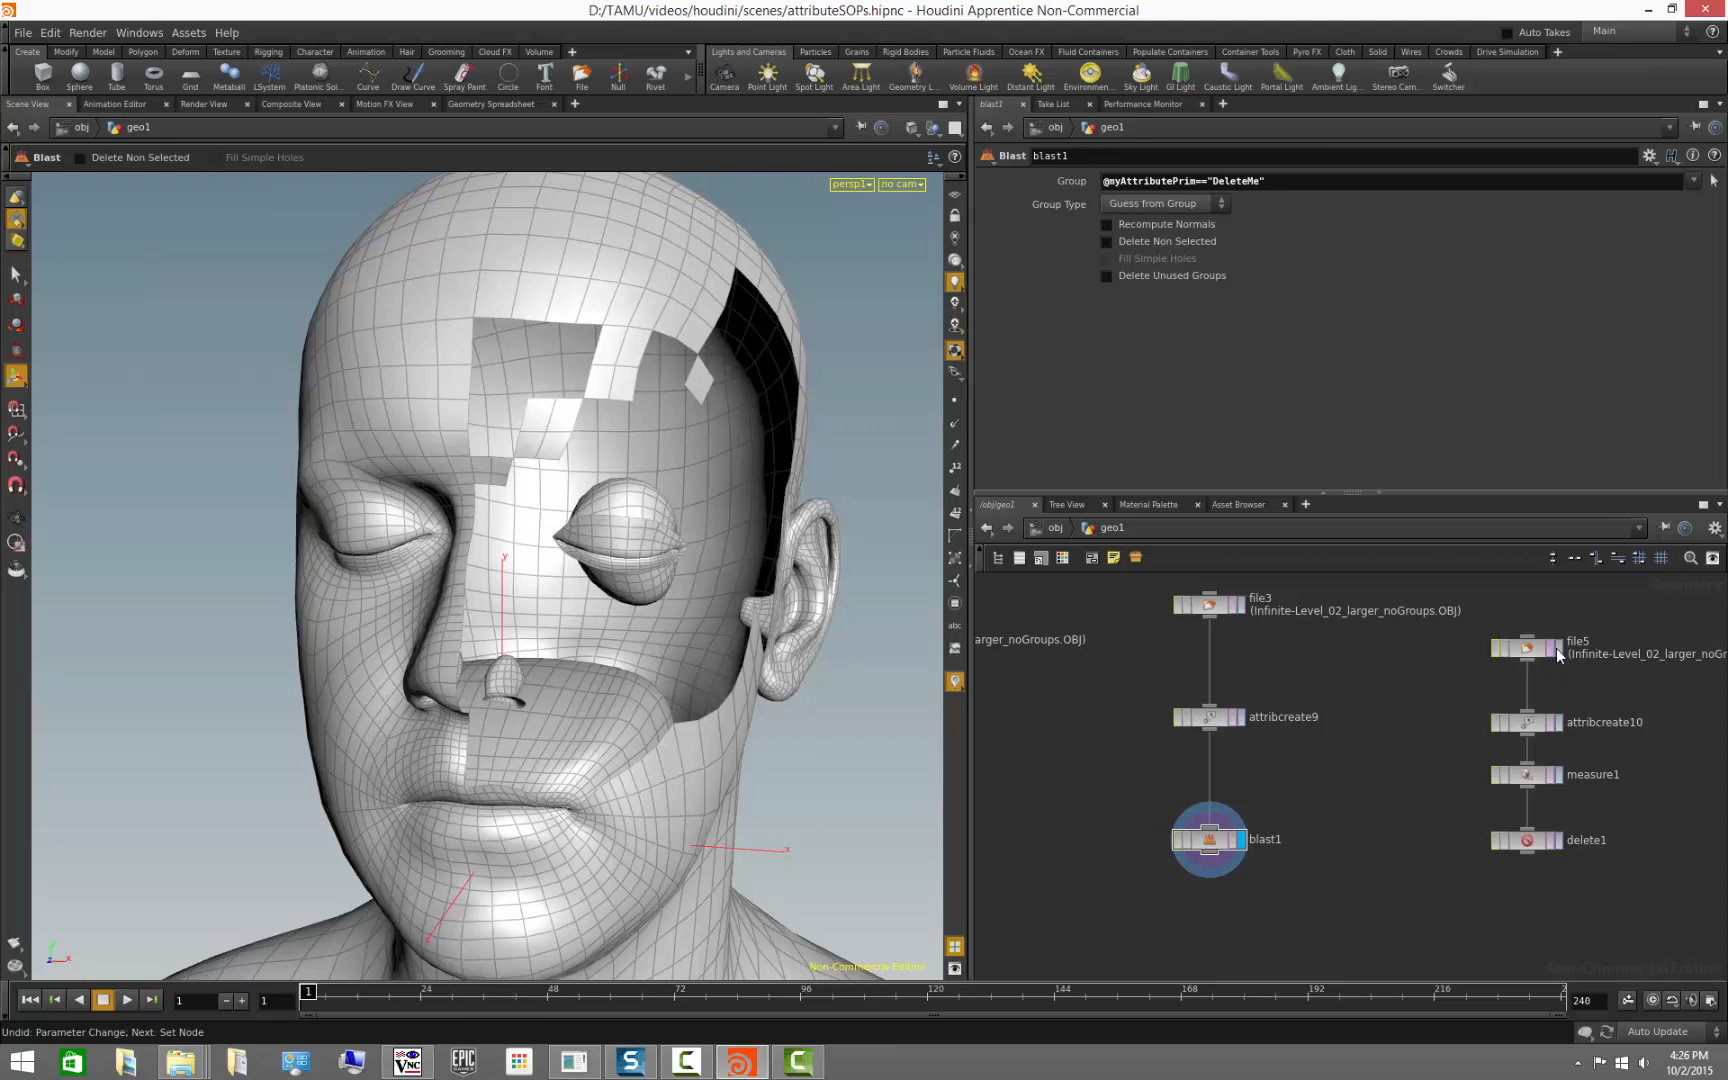 D:/TAMU/videos/houdini/scenes/attributeSOPs.hipnc - Houdini Apprentice Non-Commercial
File Edit Render Windows Assets Help
Auto Takes Main
Create Modify Model Polygon Deform Texture Rigging Character Animation Hair Grooming Cloud FX Volume
Lights and Cameras Particles Grains Rigid Bodies Particle Fluids Ocean FX Fluid Containers Populate Containers Container Tools Pyro FX Cloth Solid Wires Crowds Drive Simulation
Box Sphere Tube Torus Grid Metaball LSystem Platonic Sol... Curve Draw Curve Spray Paint Circle Font File Null Rivet
Camera Point Light Spot Light Area Light Geometry L... Volume Light Distant Light Environmen... Sky Light GI Light Caustic Light Portal Light Ambient Lig... Stereo Cam... Switcher
Scene View Animation Editor Render View Composite View Motion FX View Geometry Spreadsheet
blast1 Take List Performance Monitor
obj geo1
obj geo1
Blast Delete Non Selected Fill Simple Holes
Blast blast1
persp1 no cam
Group @myAttributePrim=="DeleteMe"
Group Type Guess from Group
Recompute Normals
Delete Non Selected
Fill Simple Holes
Delete Unused Groups
/obj/geo1 Tree View Material Palette Asset Browser
obj geo1
file3
(Infinite-Level_02_larger_noGroups.OBJ)
arger_noGroups.OBJ)
file5
(Infinite-Level_02_larger_noGr
attribcreate9
attribcreate10
measure1
blast1
delete1
y
x
x
12
abc
Non-Commercial Edition
Non-Commercial Edition
1 1 1 24 48 72 96 120 144 168 192 216 2 240
Undid: Parameter Change; Next: Set Node
Auto Update
VNC
EPIC
S
C
C
4:26 PM
10/2/2015